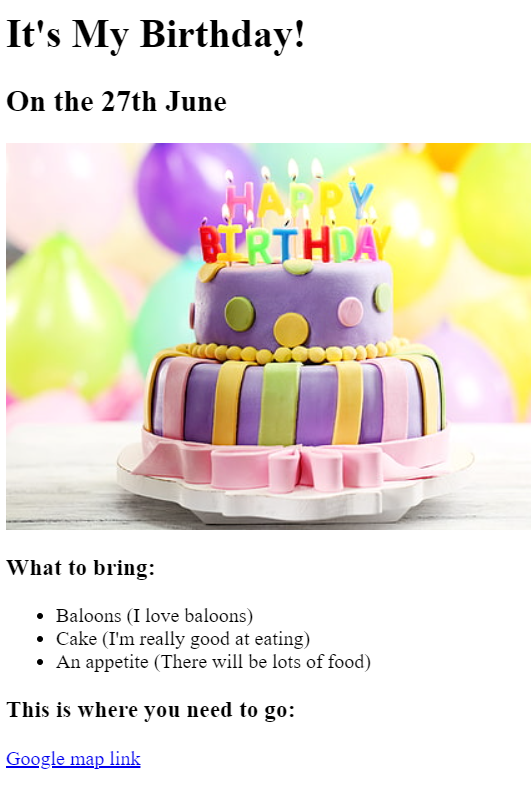 It's My Birthday!
On the 27th June
HAPPY
BIRTHDAY
What to bring:
Baloons (I love baloons)
Cake (I'm really good at eating)
An appetite (There will be lots of food)
This is where you need to go:
Google map link